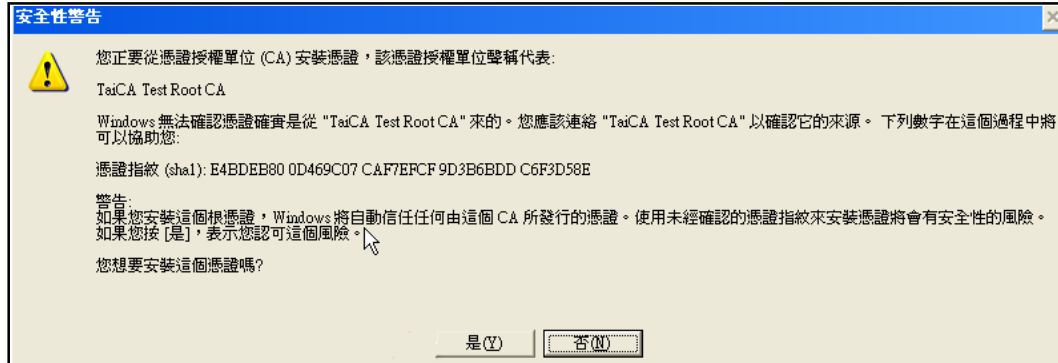 安全性警告
您正要從憑證授權單位 (CA) 安裝憑證，該憑證授權單位聲稱代表:
TaiCA Test Root CA
Windows 無法確認憑證確實是從 "TaiCA Test Root CA" 來的。您應該連絡 "TaiCA Test Root CA" 以確認它的來源。 下列數字在這個過程中將
可以協助您:
憑證指紋 (sha1): E4BDEB80 0D469C07 CAF7EFCF 9D3B6BDD C6F3D58E
警告:
如果您安裝這個根憑證，Windows 將自動信任任何由這個 CA 所發行的憑證。使用未經確認的憑證指紋來安裝憑證將會有安全性的風險。
如果您按 [是]，表示您認可這個風險。
您想要安裝這個憑證嗎?
是(Y)
否(N)